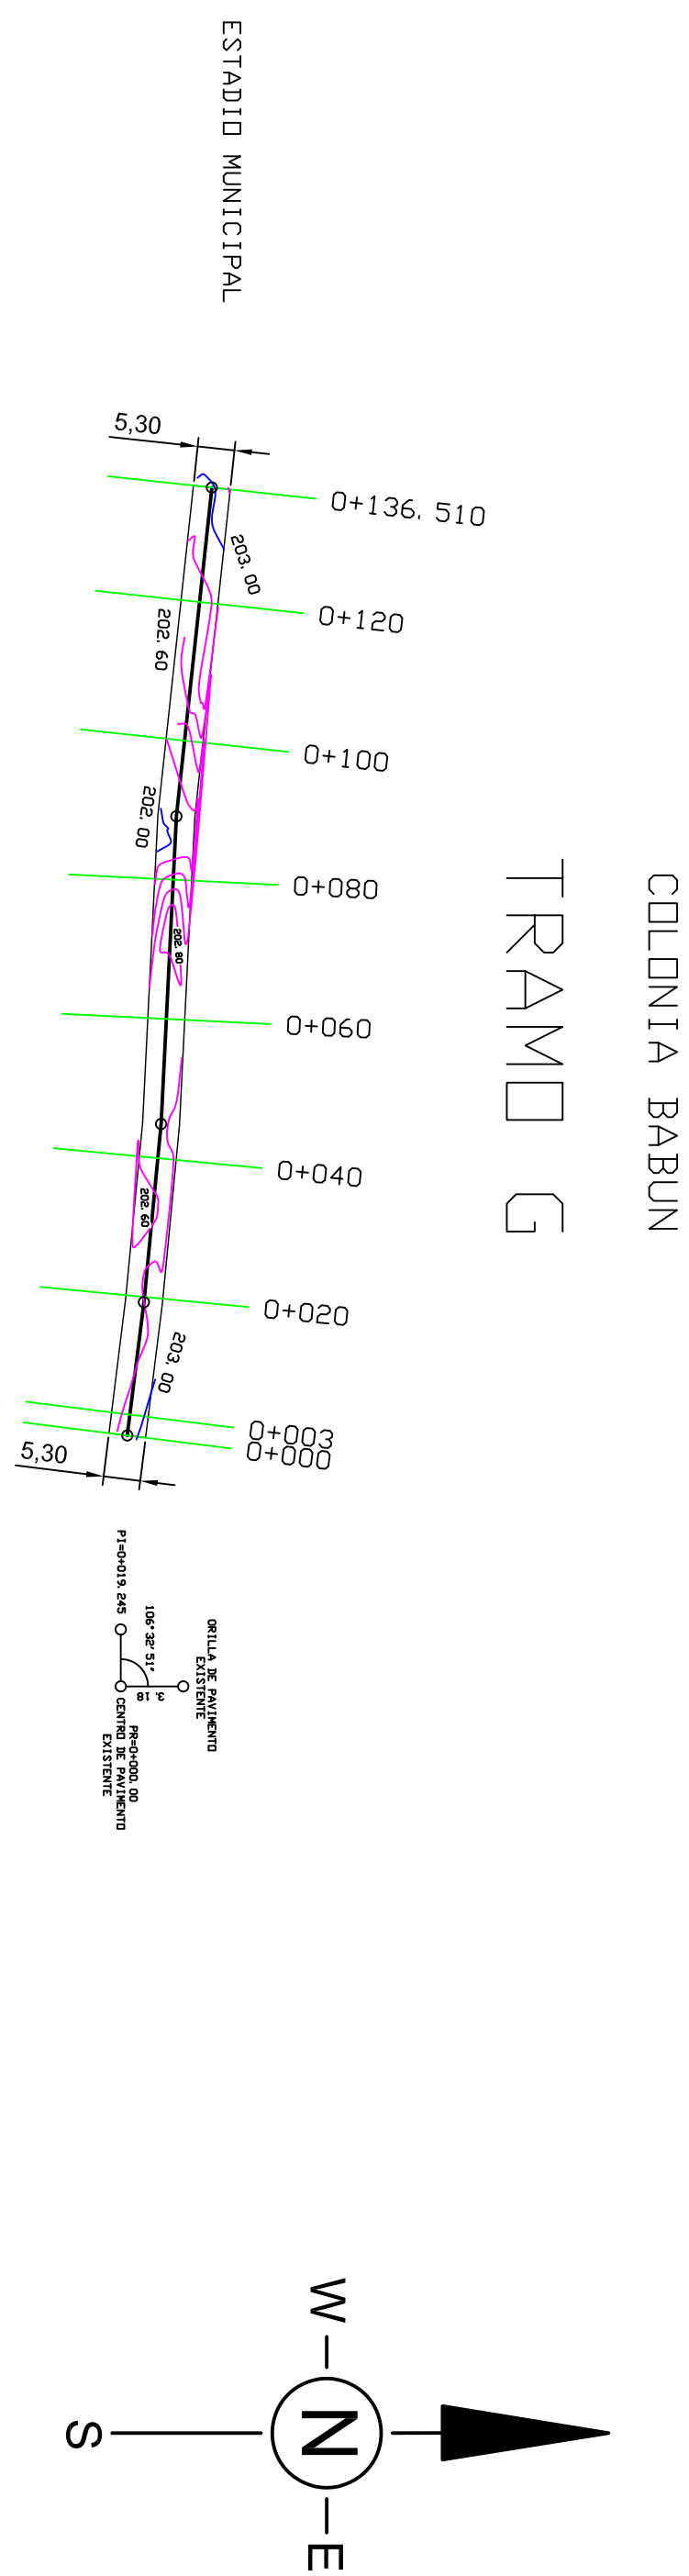 ESTADIO MUNICIPAL
COLONIA BABUN
TRAMO G
5,30
0+136.510
203.00
0+120
202.60
0+100
202.00
0+080
202.80
0+060
0+040
202.60
0+020
203.00
0+003
0+000
5,30
PI=0+019.245
106°32'51"
3.18
ORILLA DE PAVIMENTO
EXISTENTE
PR=0+000.00
CENTRO DE PAVIMENTO
EXISTENTE
W
N
S
E